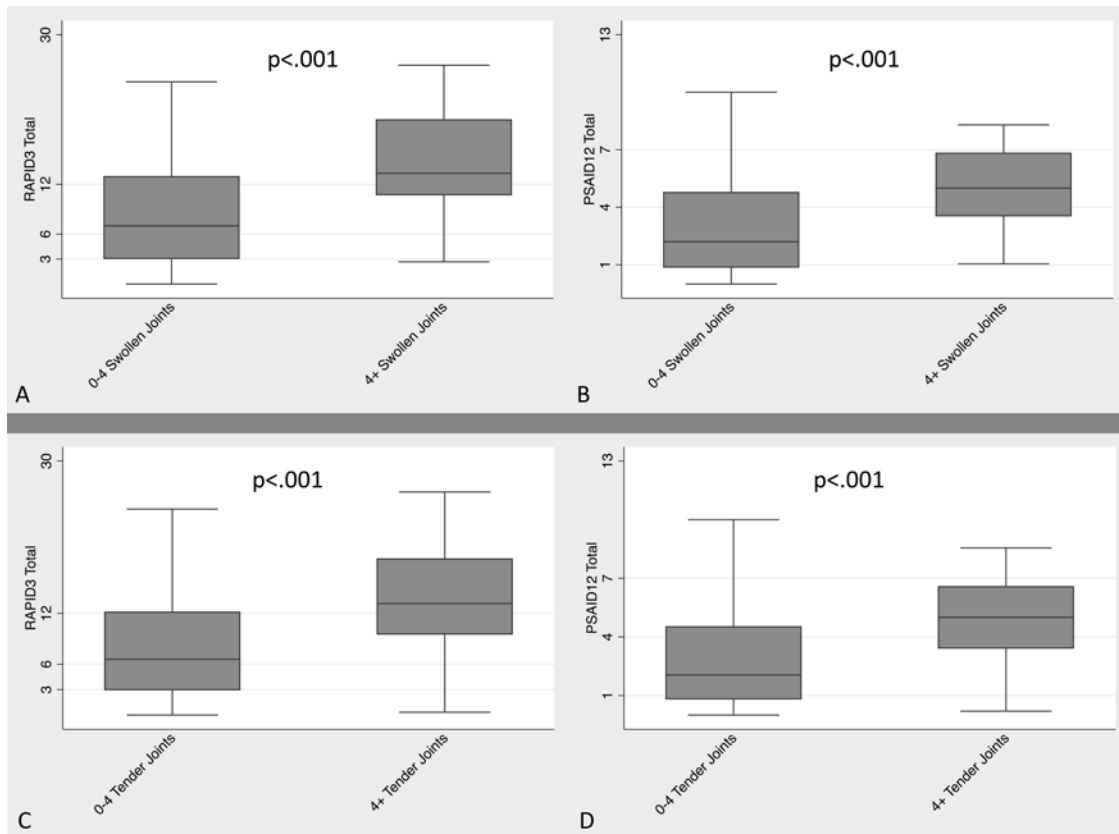 30
12
6
3
RAPID3 Total
p<.001
0-4 Swollen Joints
4+ Swollen Joints
A
13
7
4
1
PSAID12 Total
p<.001
0-4 Swollen Joints
4+ Swollen Joints
B
30
12
6
3
RAPID3 Total
p<.001
0-4 Tender Joints
4+ Tender Joints
C
13
7
4
1
PSAID12 Total
p<.001
0-4 Tender Joints
4+ Tender Joints
D